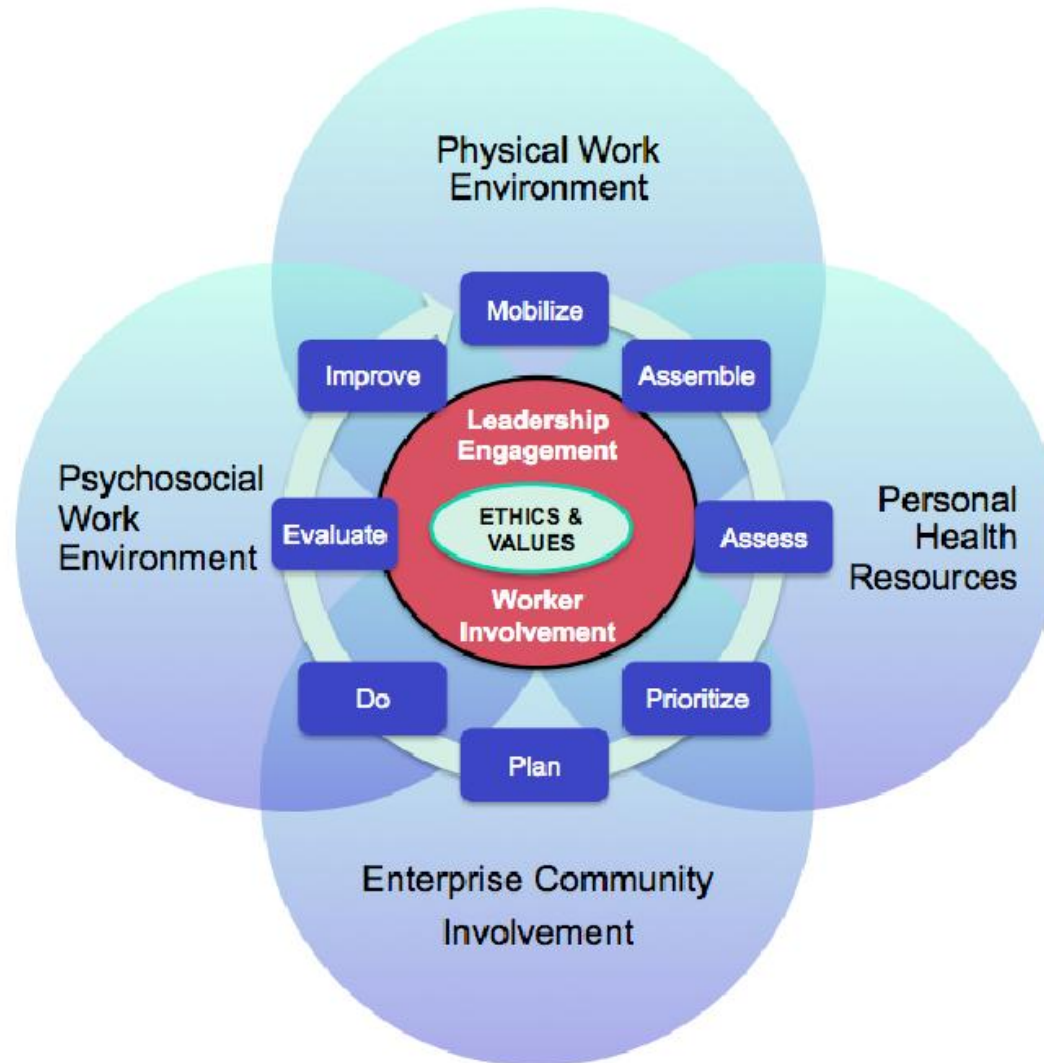 Physical Work
Environment
Mobilize
Improve
Assemble
Leadership
Engagement
Psychosocial
Work
Environment
Evaluate
ETHICS &
VALUES
Assess
Personal
Health
Resources
Worker
Involvement
Do
Prioritize
Plan
Enterprise Community
Involvement